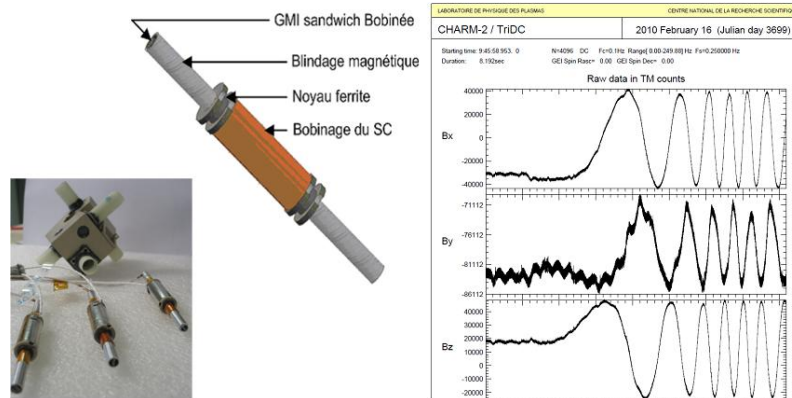 GMI sandwich Bobinée
Blindage magnétique
Noyau ferrite
Bobinage du SC
LABORATOIRE DE PHYSIQUE DES PLASMAS
CENTRE NATIONAL DE LA RECHERCHE SCIENTIFIQ
CHARM-2 / TriDC
2010 February 16 (Julian day 3699)
Starting time: 9:45:58.953. 0 N=4096 DC Fc=0.1Hz Range[ 0.00-249.88] Hz Fs=0.250000 Hz
Duration: 8.192sec GEI Spin Rasc= 0.00 GEI Spin Dec= 0.00
Raw data in TM counts
40000
20000
Bx
0
-20000
-40000
-71112
-76112
By
-81112
-86112
40000
30000
20000
Bz
10000
0
-10000
-20000